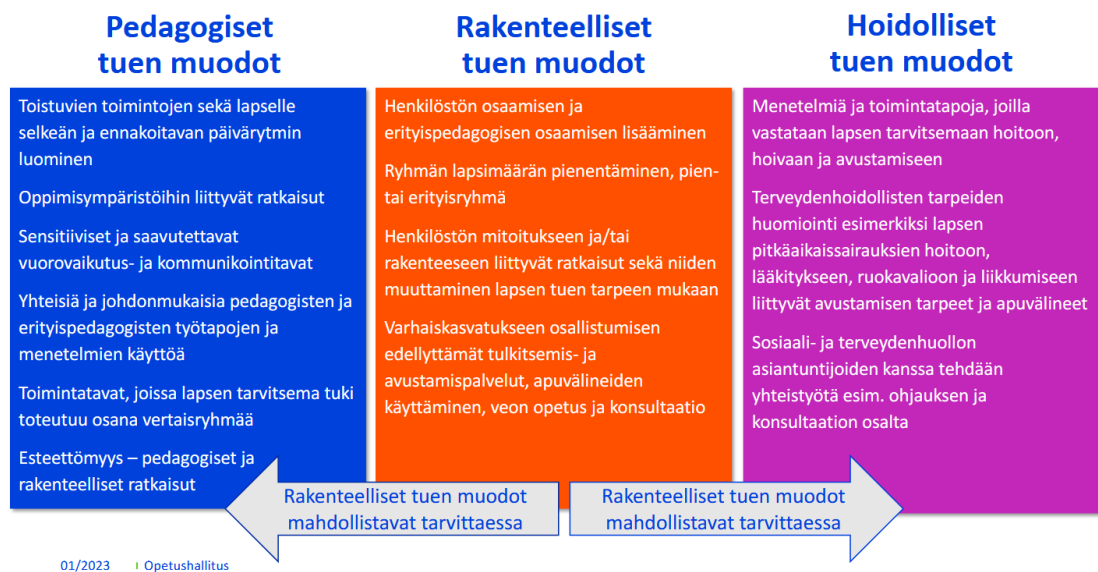 Pedagogiset
tuen muodot
Toistuvien toimintojen sekä lapselle
selkeän ja ennakoitavan päivärytmin
luominen
Oppimisympäristöihin liittyvät ratkaisut
Sensitiiviset ja saavutettavat
vuorovaikutus- ja kommunikointitavat
Yhteisiä ja johdonmukaisia pedagogisten ja
erityispedagogisten työtapojen ja
menetelmien käyttöä
Toimintatavat, joissa lapsen tarvitsema tuki
toteutuu osana vertaisryhmää
Esteettömyys – pedagogiset ja
rakenteelliset ratkaisut
Rakenteelliset
tuen muodot
Henkilöstön osaamisen ja
erityispedagogisen osaamisen lisääminen
Ryhmän lapsimäärän pienentäminen, pien-
tai erityisryhmä
Henkilöstön mitoitukseen ja/tai
rakenteeseen liittyvät ratkaisut sekä niiden
muuttaminen lapsen tuen tarpeen mukaan
Varhaiskasvatukseen osallistumisen
edellyttämät tulkitsemis- ja
avustamispalvelut, apuvälineiden
käyttäminen, veon opetus ja konsultaatio
Hoidolliset
tuen muodot
Menetelmiä ja toimintatapoja, joilla
vastataan lapsen tarvitsemaan hoitoon,
hoivaan ja avustamiseen
Terveydenhoidollisten tarpeiden
huomiointi esimerkiksi lapsen
pitkäaikaissairauksien hoitoon,
lääkitykseen, ruokavalioon ja liikkumiseen
liittyvät avustamisen tarpeet ja apuvälineet
Sosiaali- ja terveydenhuollon
asiantuntijoiden kanssa tehdään
yhteistyötä esim. ohjauksen ja
konsultaation osalta
Rakenteelliset tuen muodot
mahdollistavat tarvittaessa
Rakenteelliset tuen muodot
mahdollistavat tarvittaessa
01/2023 I Opetushallitus